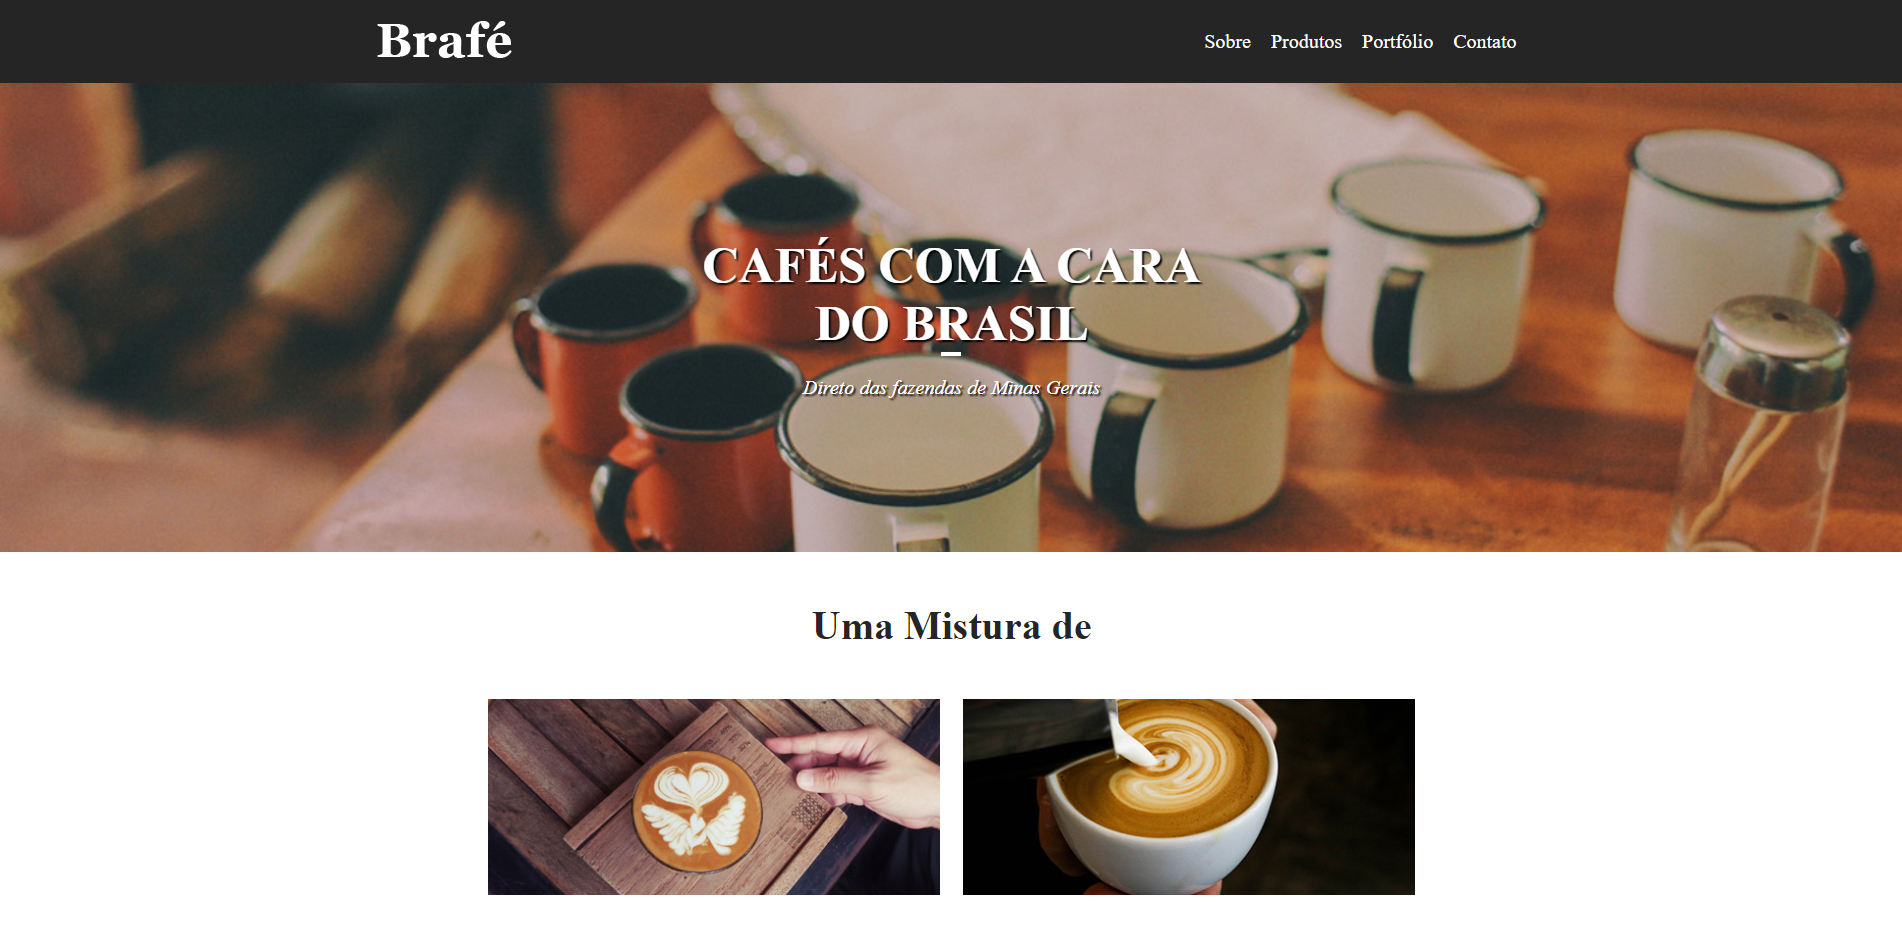 Brafé
Sobre Produtos Portfólio Contato
CAFÉS COM A CARA
DO BRASIL
Direto das fazendas de Minas Gerais
Uma Mistura de